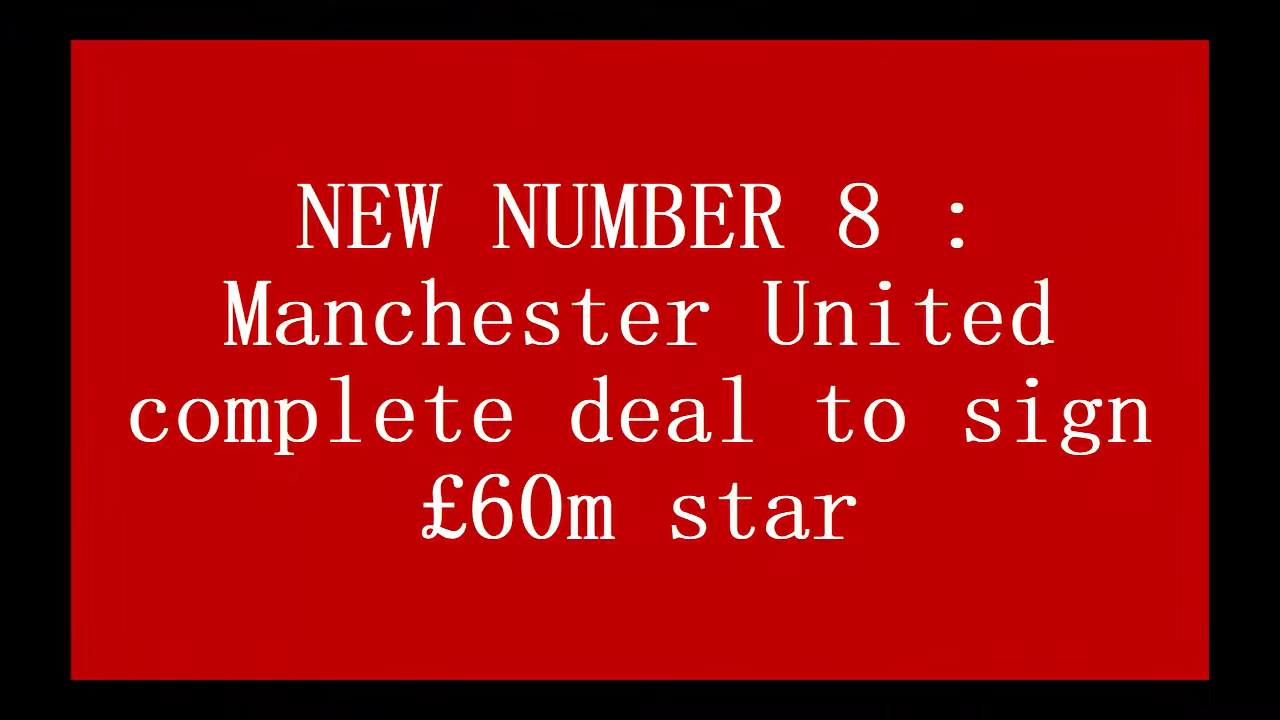 NEW NUMBER 8 :
Manchester United
complete deal to sign
£60m star